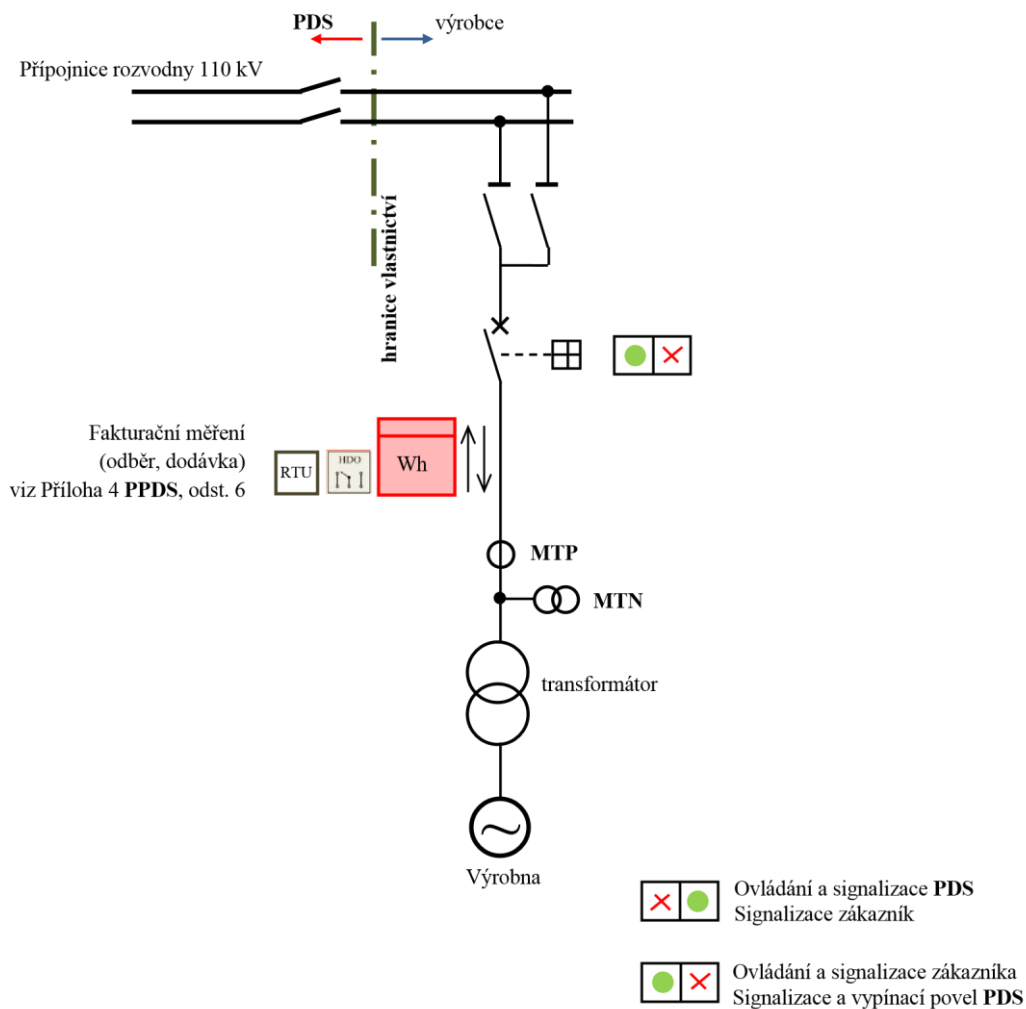 PDS
výrobce
Přípojnice rozvodny 110 kV
hranice vlastnictví
Fakturační měření
(odběr, dodávka)
viz Příloha 4 PPDS, odst. 6
RTU
HDO
Wh
MTP
MTN
transformátor
Výrobna
Ovládání a signalizace PDS
Signalizace zákazník
Ovládání a signalizace zákazníka
Signalizace a vypínací povel PDS